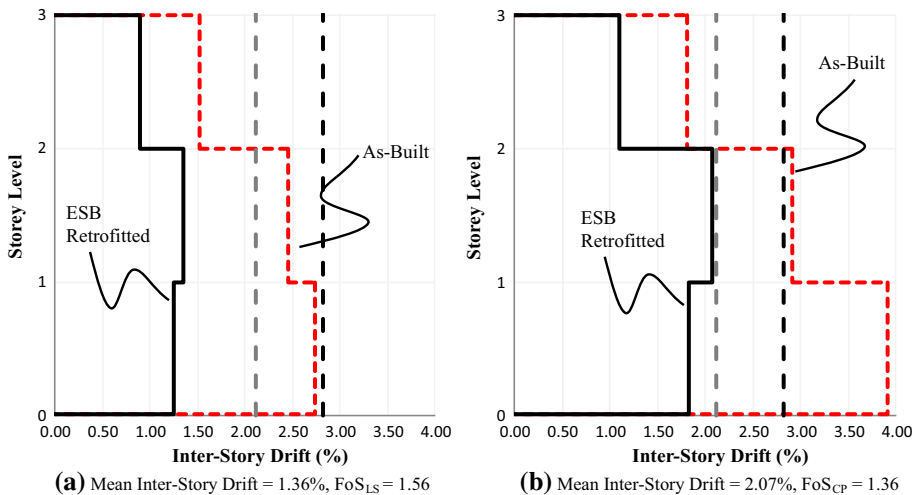 3
2
1
0
Storey Level
As-Built
ESB
Retrofitted
0.00 0.50 1.00 1.50 2.00 2.50 3.00 3.50 4.00
Inter-Story Drift (%)
(a) Mean Inter-Story Drift = 1.36%, FoSLS = 1.56
3
2
1
0
Storey Level
As-Built
ESB
Retrofitted
0.00 0.50 1.00 1.50 2.00 2.50 3.00 3.50 4.00
Inter-Story Drift (%)
(b) Mean Inter-Story Drift = 2.07%, FoSCP = 1.36